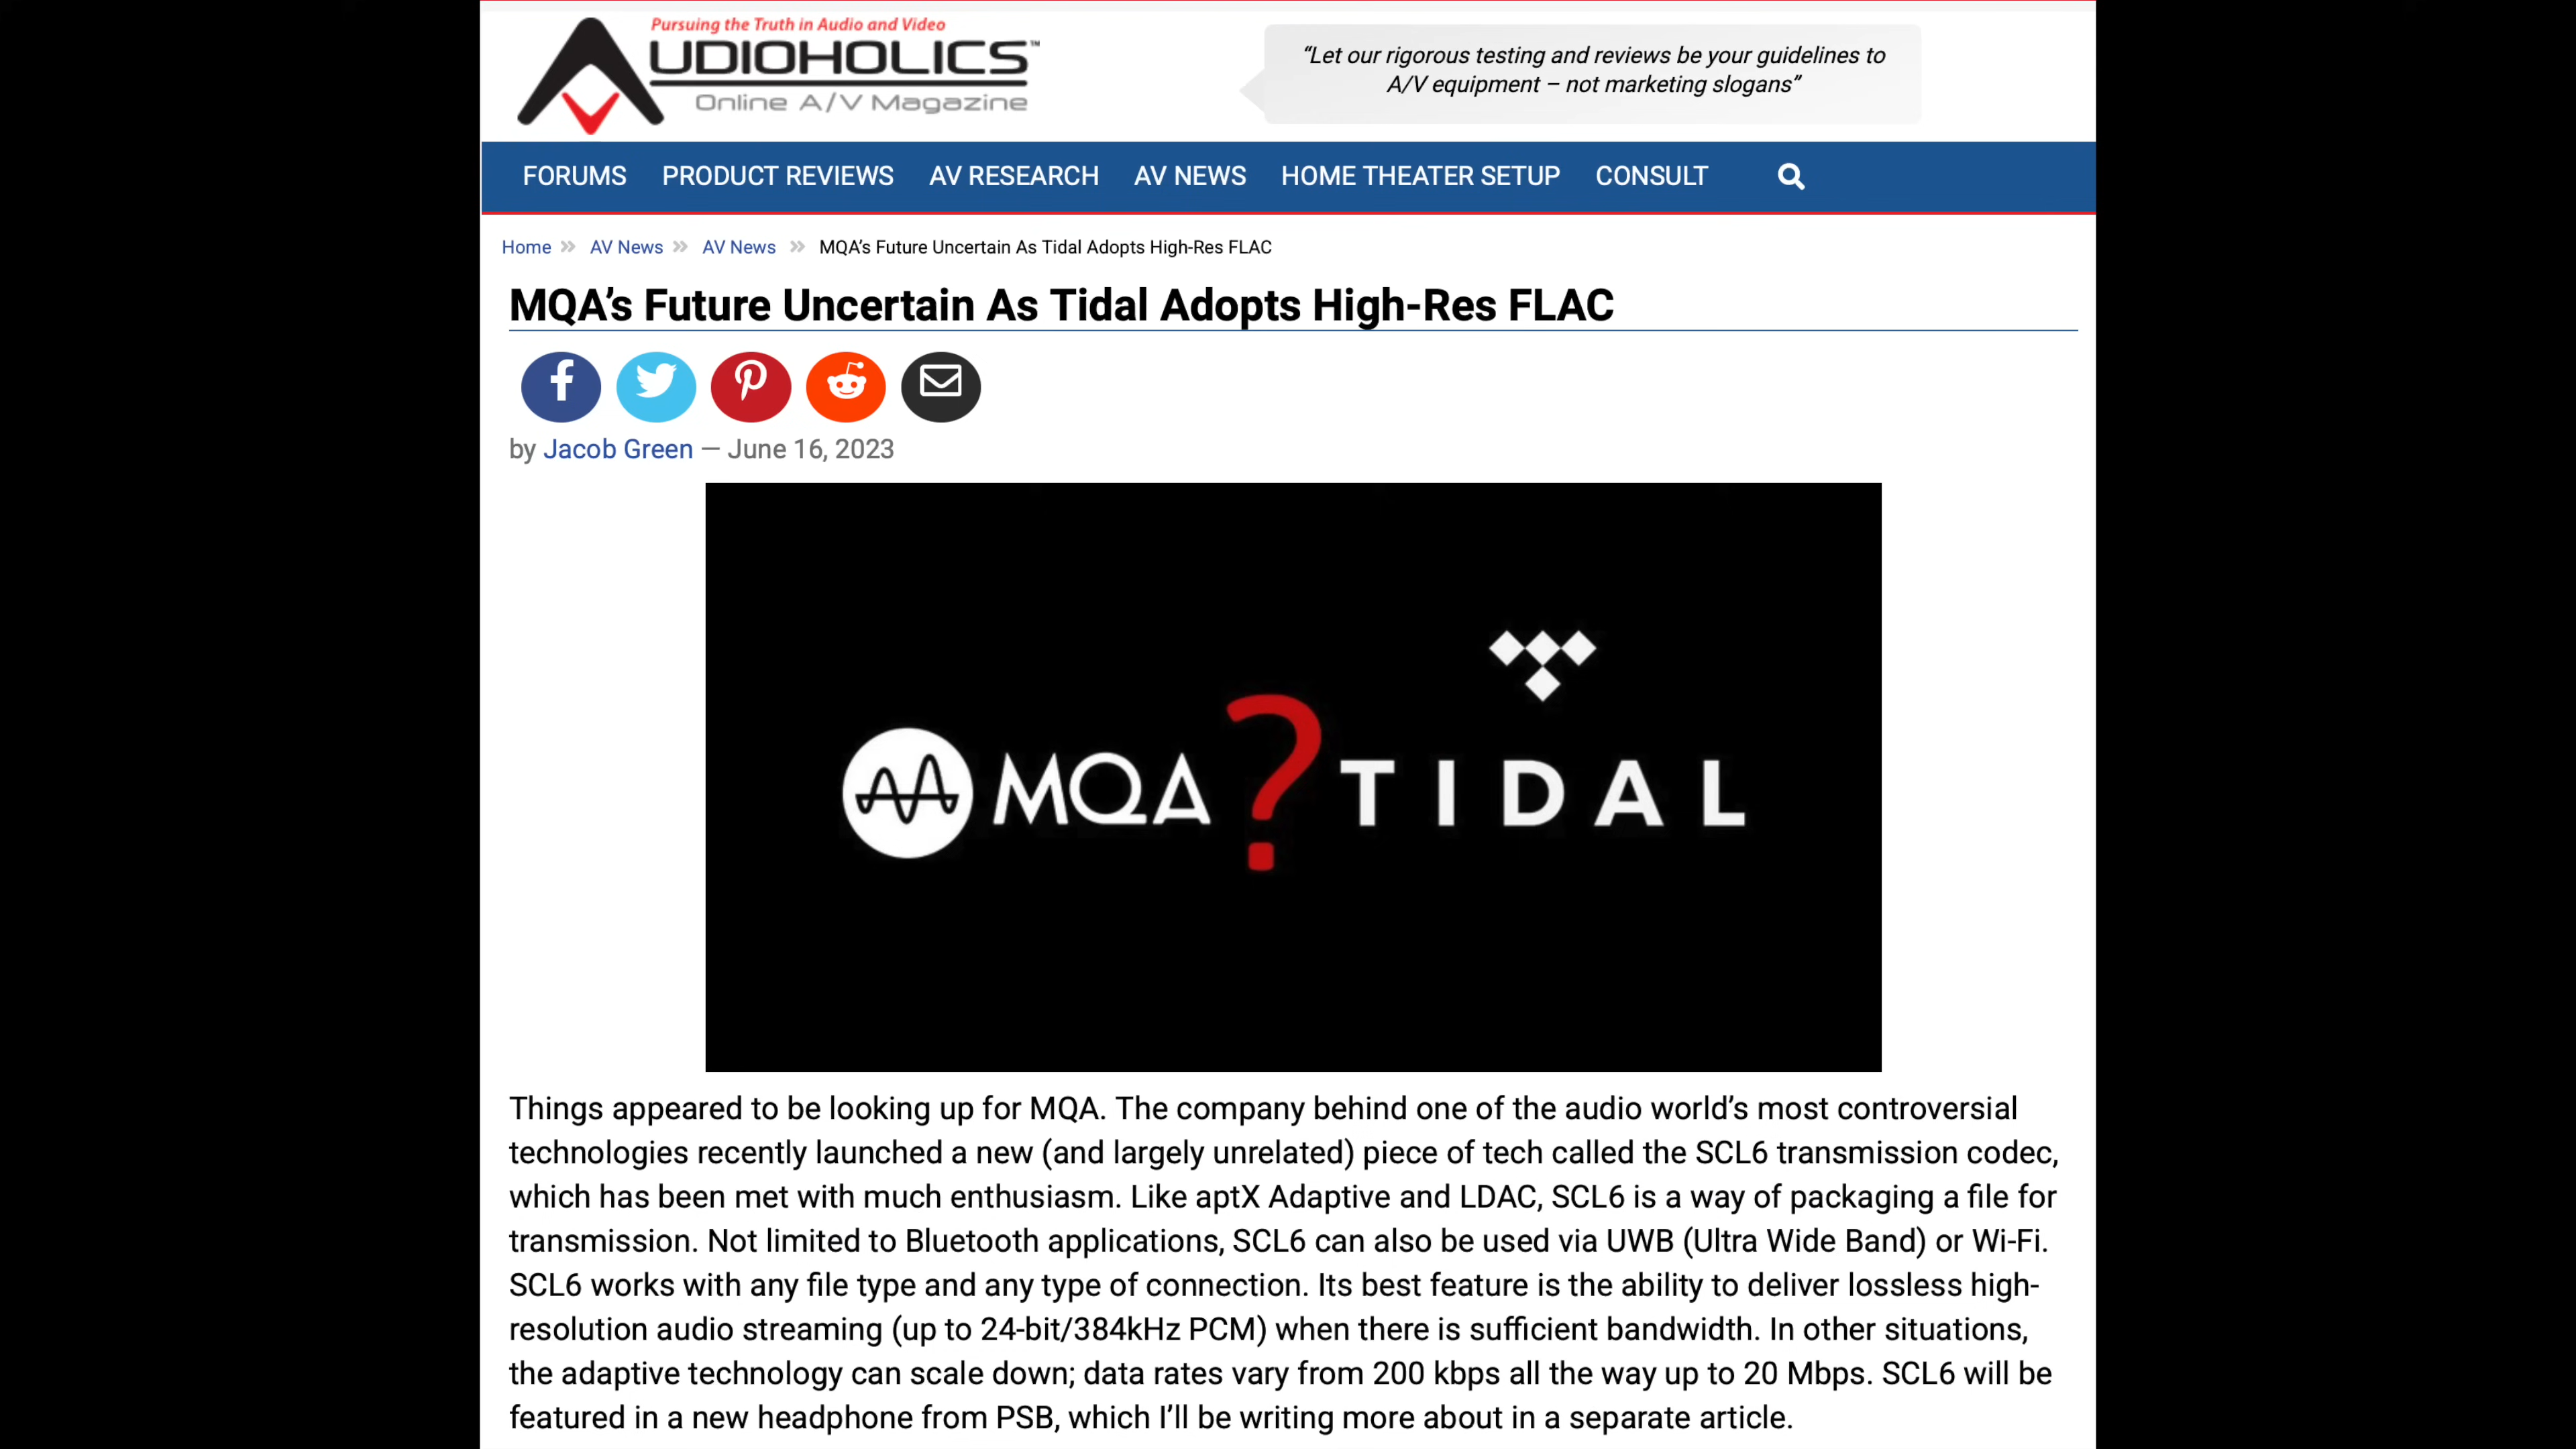 Pursuing the Truth in Audio and Video
AUDIOHOLICS™
Online A/V Magazine
“Let our rigorous testing and reviews be your guidelines to
A/V equipment – not marketing slogans”
FORUMS PRODUCT REVIEWS AV RESEARCH AV NEWS HOME THEATER SETUP CONSULT
Home » AV News » AV News » MQA’s Future Uncertain As Tidal Adopts High-Res FLAC
MQA’s Future Uncertain As Tidal Adopts High-Res FLAC
by Jacob Green — June 16, 2023
MQA ? TIDAL
Things appeared to be looking up for MQA. The company behind one of the audio world’s most controversial
technologies recently launched a new (and largely unrelated) piece of tech called the SCL6 transmission codec,
which has been met with much enthusiasm. Like aptX Adaptive and LDAC, SCL6 is a way of packaging a file for
transmission. Not limited to Bluetooth applications, SCL6 can also be used via UWB (Ultra Wide Band) or Wi-Fi.
SCL6 works with any file type and any type of connection. Its best feature is the ability to deliver lossless high-
resolution audio streaming (up to 24-bit/384kHz PCM) when there is sufficient bandwidth. In other situations,
the adaptive technology can scale down; data rates vary from 200 kbps all the way up to 20 Mbps. SCL6 will be
featured in a new headphone from PSB, which I’ll be writing more about in a separate article.